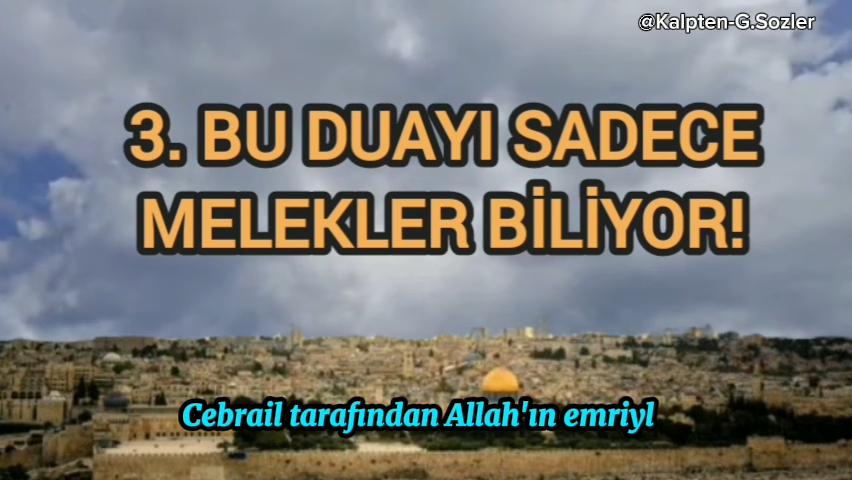 @Kalpten-G.Sozler
3. BU DUAYI SADECE
MELEKLER BİLİYOR!
Cebrail tarafından Allah'ın emriyl